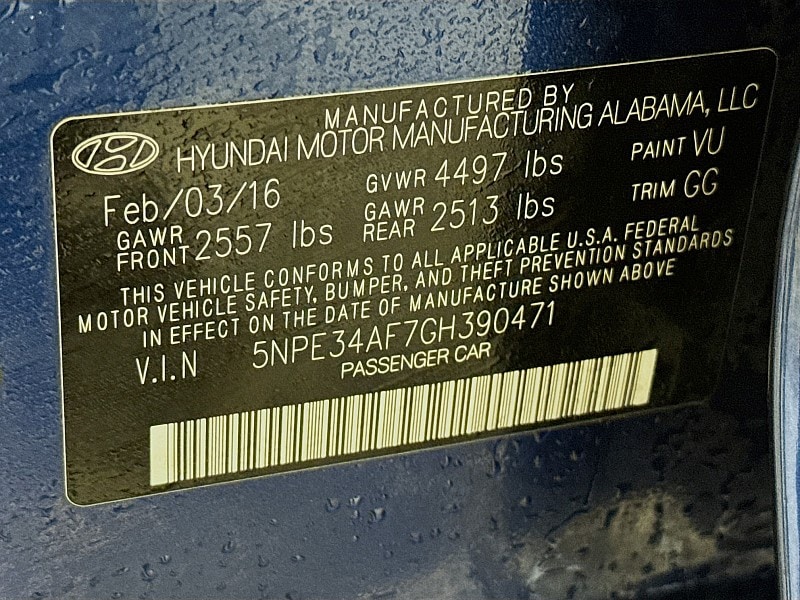 MANUFACTURED BY
HYUNDAI MOTOR MANUFACTURING ALABAMA, LLC
Feb/03/16 GVWR 4497 lbs PAINT VU
GAWR FRONT 2557 lbs GAWR REAR 2513 lbs TRIM GG
THIS VEHICLE CONFORMS TO ALL APPLICABLE U.S.A. FEDERAL
MOTOR VEHICLE SAFETY, BUMPER, AND THEFT PREVENTION STANDARDS
IN EFFECT ON THE DATE OF MANUFACTURE SHOWN ABOVE
V.I.N 5NPE34AF7GH390471
PASSENGER CAR